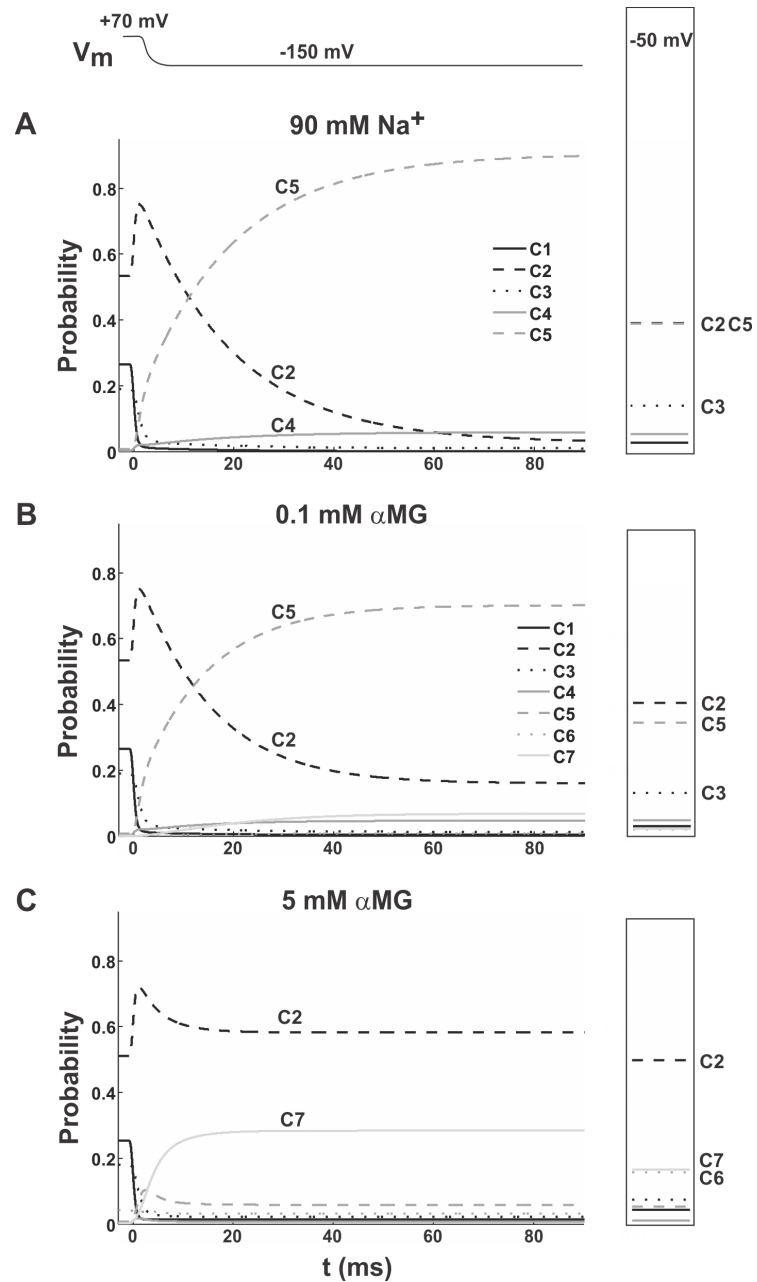 +70 mV
Vm
-150 mV
-50 mV
A
90 mM Na+
Probability
0.8
0.6
0.4
0.2
0
C5
C2
C4
C1
C2
C3
C4
C5
0 20 40 60 80
C2 C5
C3
B
0.1 mM αMG
Probability
0.8
0.6
0.4
0.2
0
C5
C2
C1
C2
C3
C4
C5
C6
C7
0 20 40 60 80
C2
C5
C3
C
5 mM αMG
Probability
0.8
0.6
0.4
0.2
0
C2
C7
0 20 40 60 80
t (ms)
C2
C7
C6